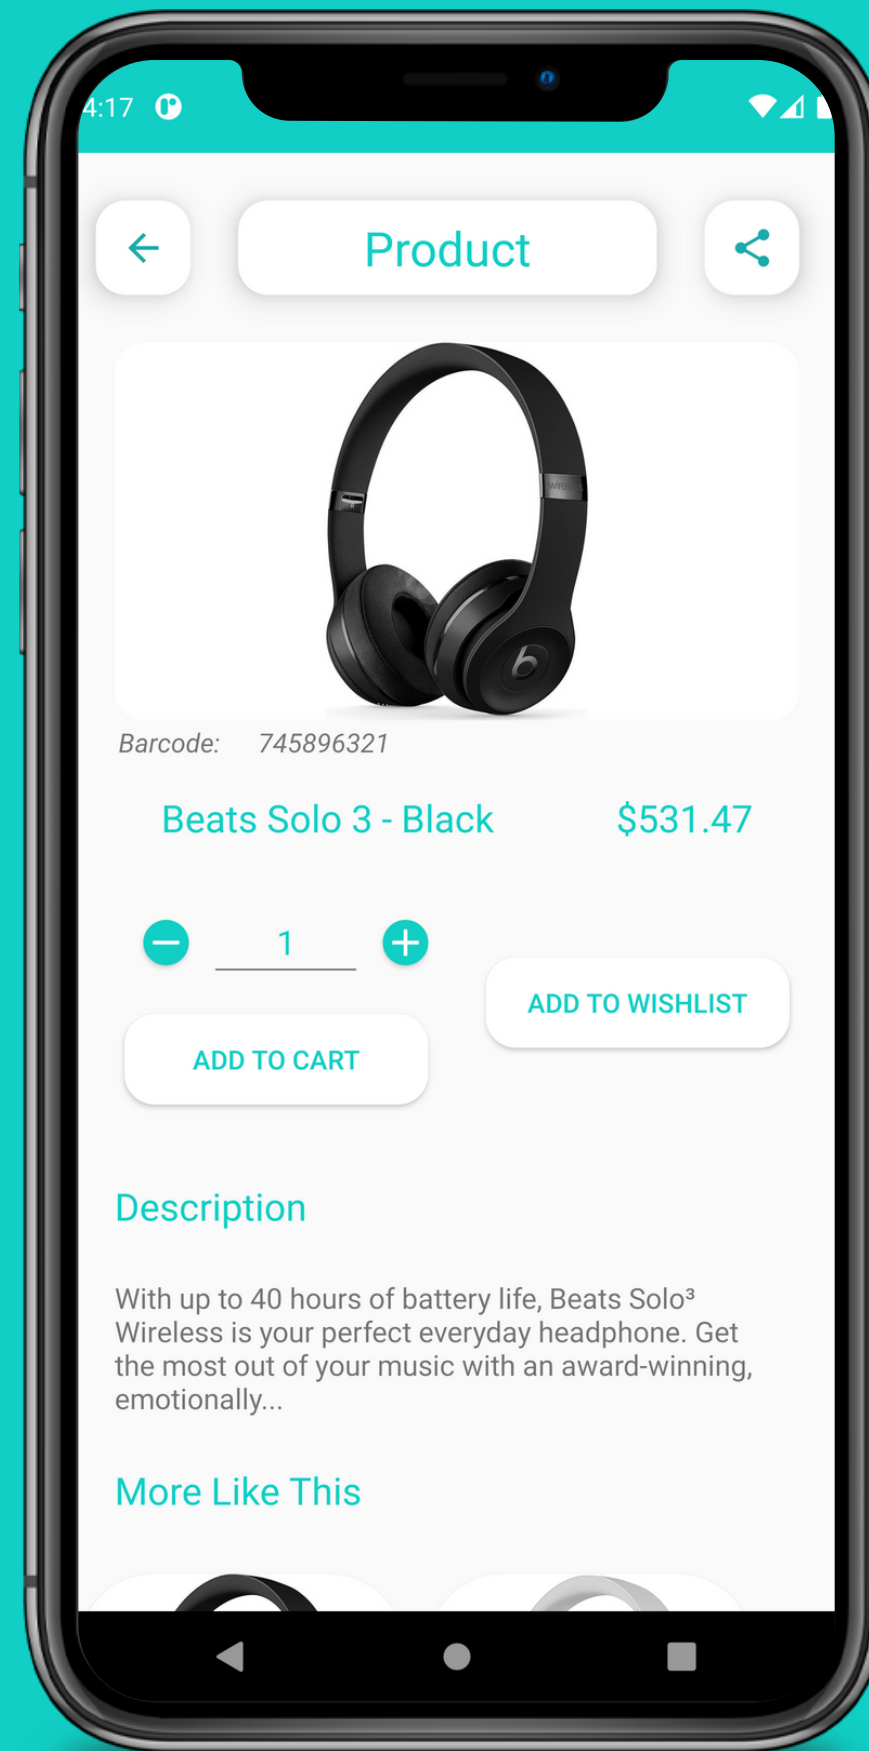 4:17
Product
Barcode: 745896321
Beats Solo 3 - Black $531.47
1
ADD TO WISHLIST
ADD TO CART
Description
With up to 40 hours of battery life, Beats Solo³
Wireless is your perfect everyday headphone. Get
the most out of your music with an award-winning,
emotionally...
More Like This